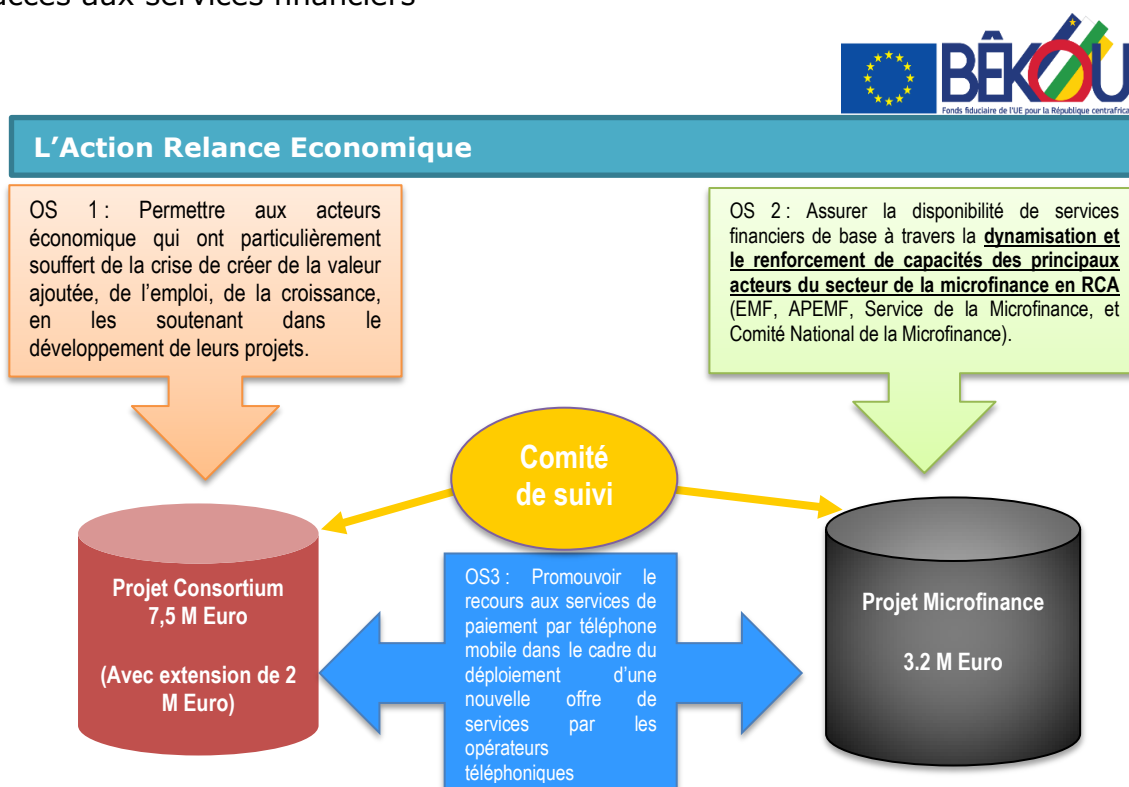 accès aux services financiers
BÊKOU
Fonds fiduciaire de l'UE pour la République centrafrica
L'Action Relance Economique
OS 1 : Permettre aux acteurs
économique qui ont particulièrement
souffert de la crise de créer de la valeur
ajoutée, de l'emploi, de la croissance,
en les soutenant dans le
développement de leurs projets.
OS 2 : Assurer la disponibilité de services
financiers de base à travers la dynamisation et
le renforcement de capacités des principaux
acteurs du secteur de la microfinance en RCA
(EMF, APEMF, Service de la Microfinance, et
Comité National de la Microfinance).
Comité
de suivi
Projet Consortium
7,5 M Euro
(Avec extension de 2
M Euro)
OS3 : Promouvoir le
recours aux services de
paiement par téléphone
mobile dans le cadre du
déploiement d'une
nouvelle offre de
services par les
opérateurs
téléphoniques
Projet Microfinance
3.2 M Euro